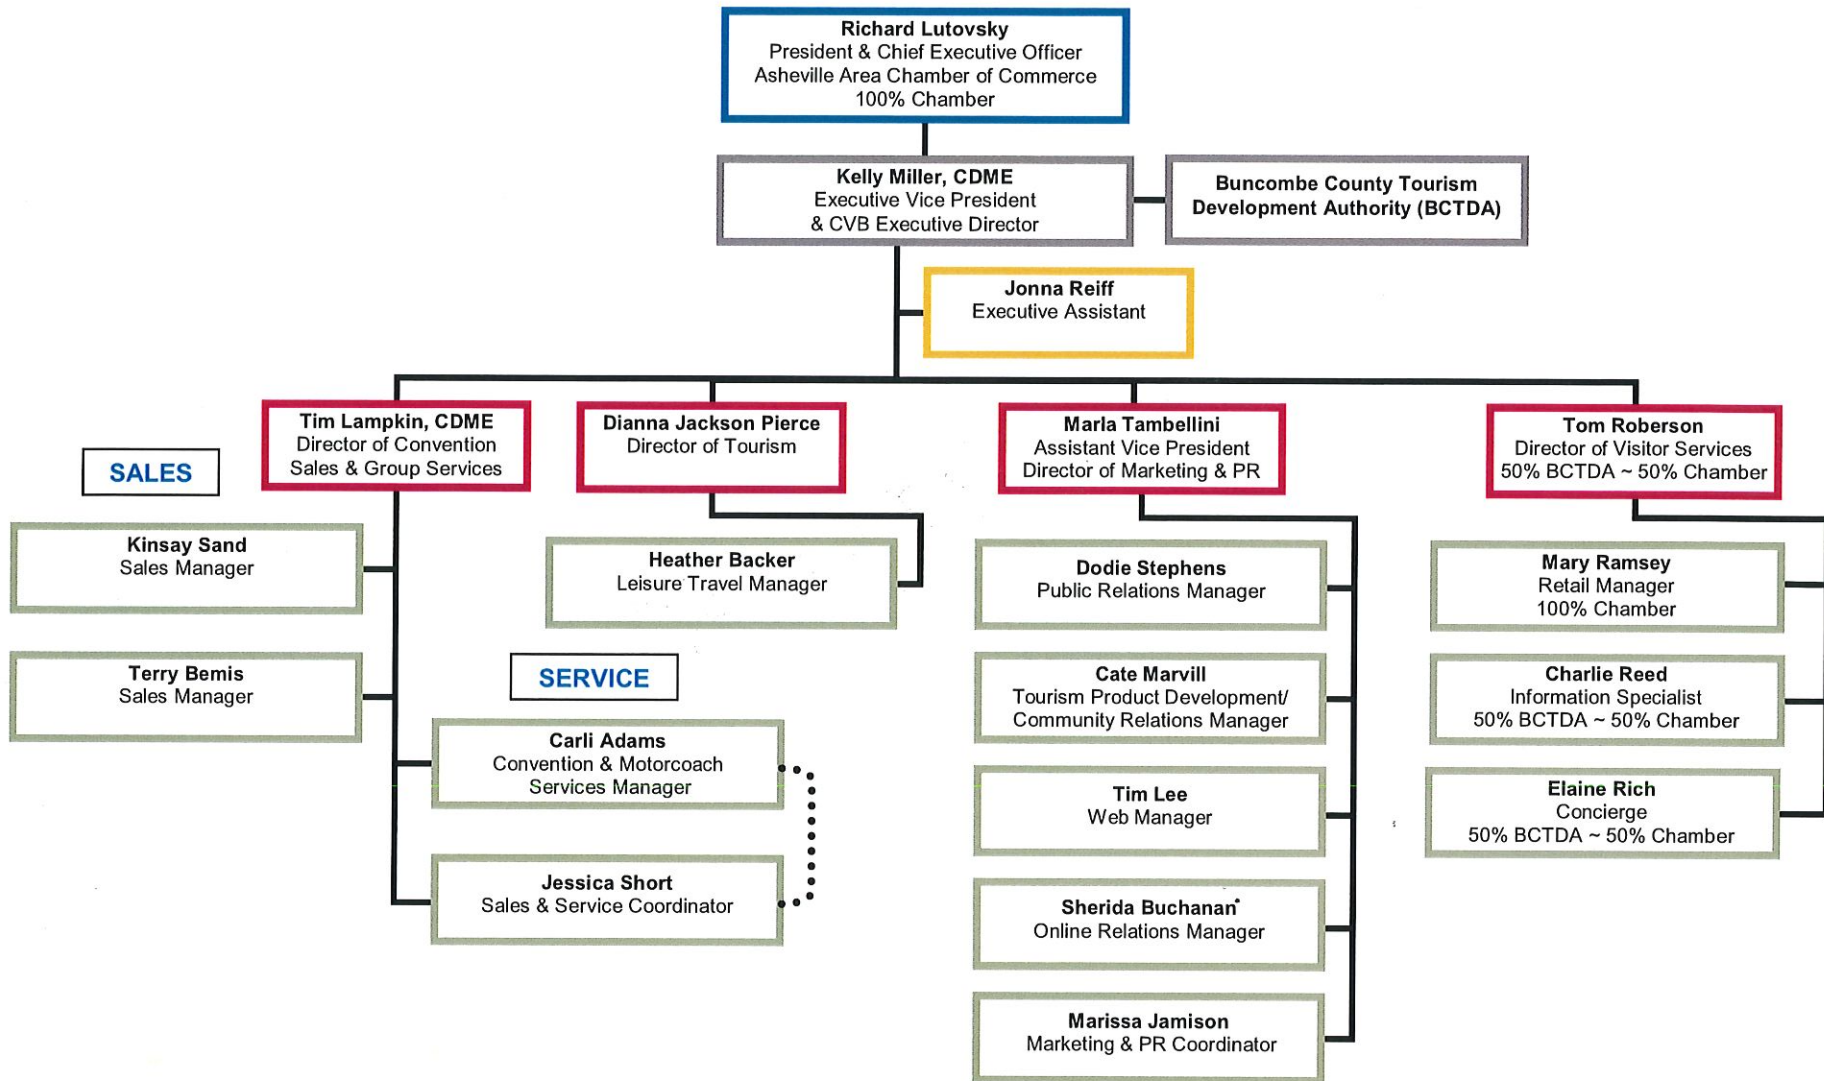 Richard Lutovsky
President & Chief Executive Officer
Asheville Area Chamber of Commerce
100% Chamber
Kelly Miller, CDME
Executive Vice President
& CVB Executive Director
Buncombe County Tourism
Development Authority (BCTDA)
Jonna Reiff
Executive Assistant
Tim Lampkin, CDME
Director of Convention
Sales & Group Services
Dianna Jackson Pierce
Director of Tourism
Marla Tambellini
Assistant Vice President
Director of Marketing & PR
Tom Roberson
Director of Visitor Services
50% BCTDA ~ 50% Chamber
SALES
Kinsay Sand
Sales Manager
Terry Bemis
Sales Manager
SERVICE
Carli Adams
Convention & Motorcoach
Services Manager
Jessica Short
Sales & Service Coordinator
Heather Backer
Leisure Travel Manager
Dodie Stephens
Public Relations Manager
Cate Marvill
Tourism Product Development/
Community Relations Manager
Tim Lee
Web Manager
Sherida Buchanan*
Online Relations Manager
Marissa Jamison
Marketing & PR Coordinator
Mary Ramsey
Retail Manager
100% Chamber
Charlie Reed
Information Specialist
50% BCTDA ~ 50% Chamber
Elaine Rich
Concierge
50% BCTDA ~ 50% Chamber